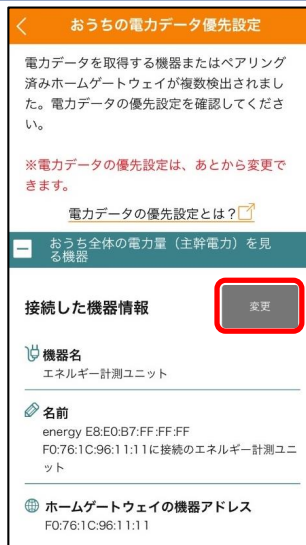 おうちの電力データ優先設定
電力データを取得する機器またはペアリング
済みホームゲートウェイが複数検出されまし
た。電力データの優先設定を確認してくださ
い。
※電力データの優先設定は、あとから変更で
きます。
電力データの優先設定とは？
おうち全体の電力量（主幹電力）を見
る機器
接続した機器情報
変更
機器名
エネルギー計測ユニット
名前
energy E8:E0:B7:FF:FF:FF
F0:76:1C:96:11:11に接続のエネルギー計測ユニ
ット
ホームゲートウェイの機器アドレス
F0:76:1C:96:11:11